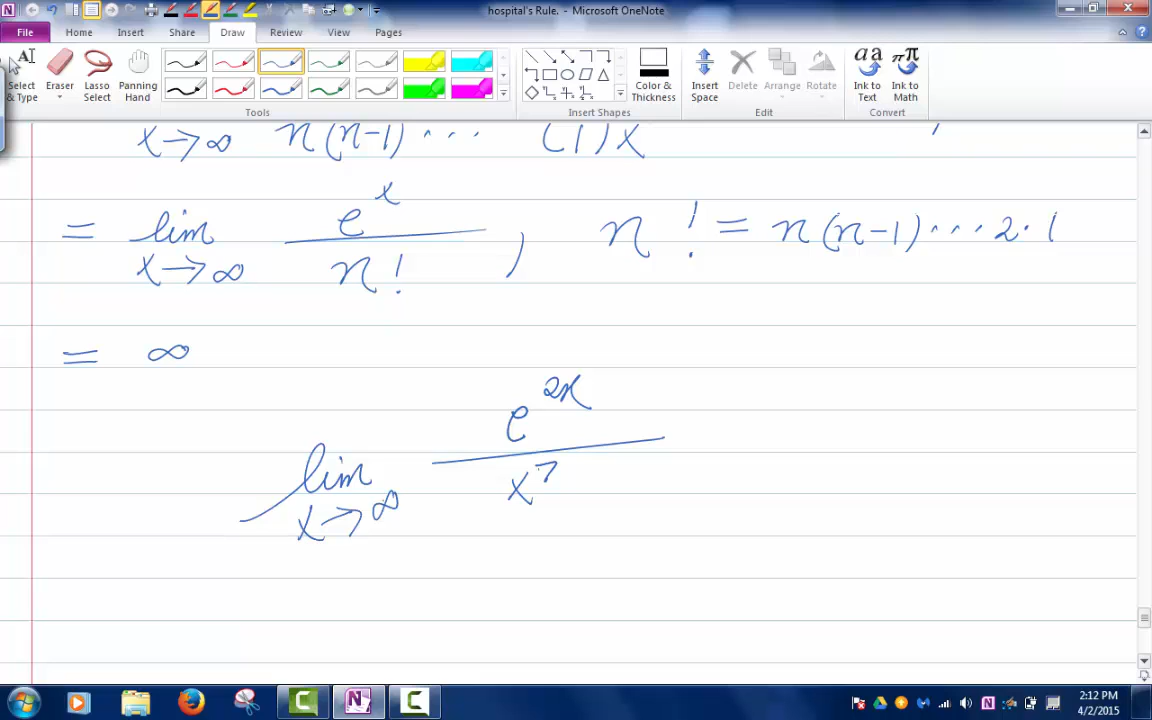 hospital's Rule. - Microsoft OneNote
File Home Insert Share Draw Review View Pages
Select & Type Eraser Lasso Select Panning Hand Color & Thickness Insert Space Delete Arrange Rotate Ink to Text Ink to Math
Tools Insert Shapes Edit Convert
x→∞ n(n-1)... (1)x
= lim x→∞ e^x / n! , n! = n(n-1)...2·1
= ∞
lim x→∞ e^2x / x^7
2:12 PM
4/2/2015